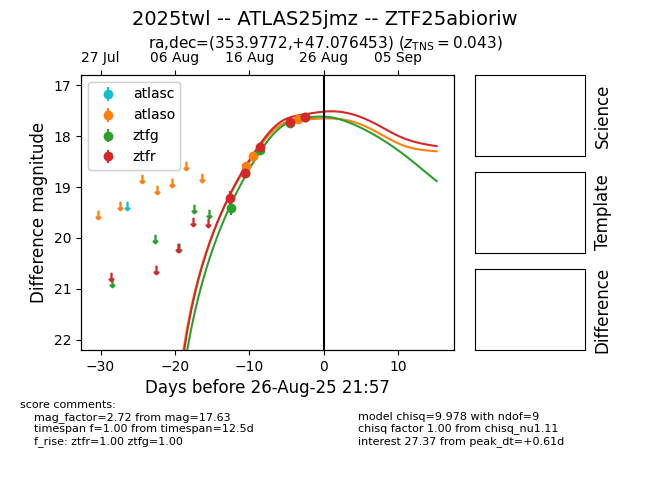 2025twl -- ATLAS25jmz -- ZTF25abioriw
ra,dec=(353.9772,+47.076453) (z_TNS = 0.043)
27 Jul 06 Aug 16 Aug 26 Aug 05 Sep
atlasc
atlaso
ztfg
ztfr
17
18
19
20
21
22
Difference magnitude
−30 −20 −10 0 10
Days before 26-Aug-25 21:57
Science
Template
Difference
score comments:
mag_factor=2.72 from mag=17.63
timespan f=1.00 from timespan=12.5d
f_rise: ztfr=1.00 ztfg=1.00
model chisq=9.978 with ndof=9
chisq factor 1.00 from chisq_nu1.11
interest 27.37 from peak_dt=+0.61d